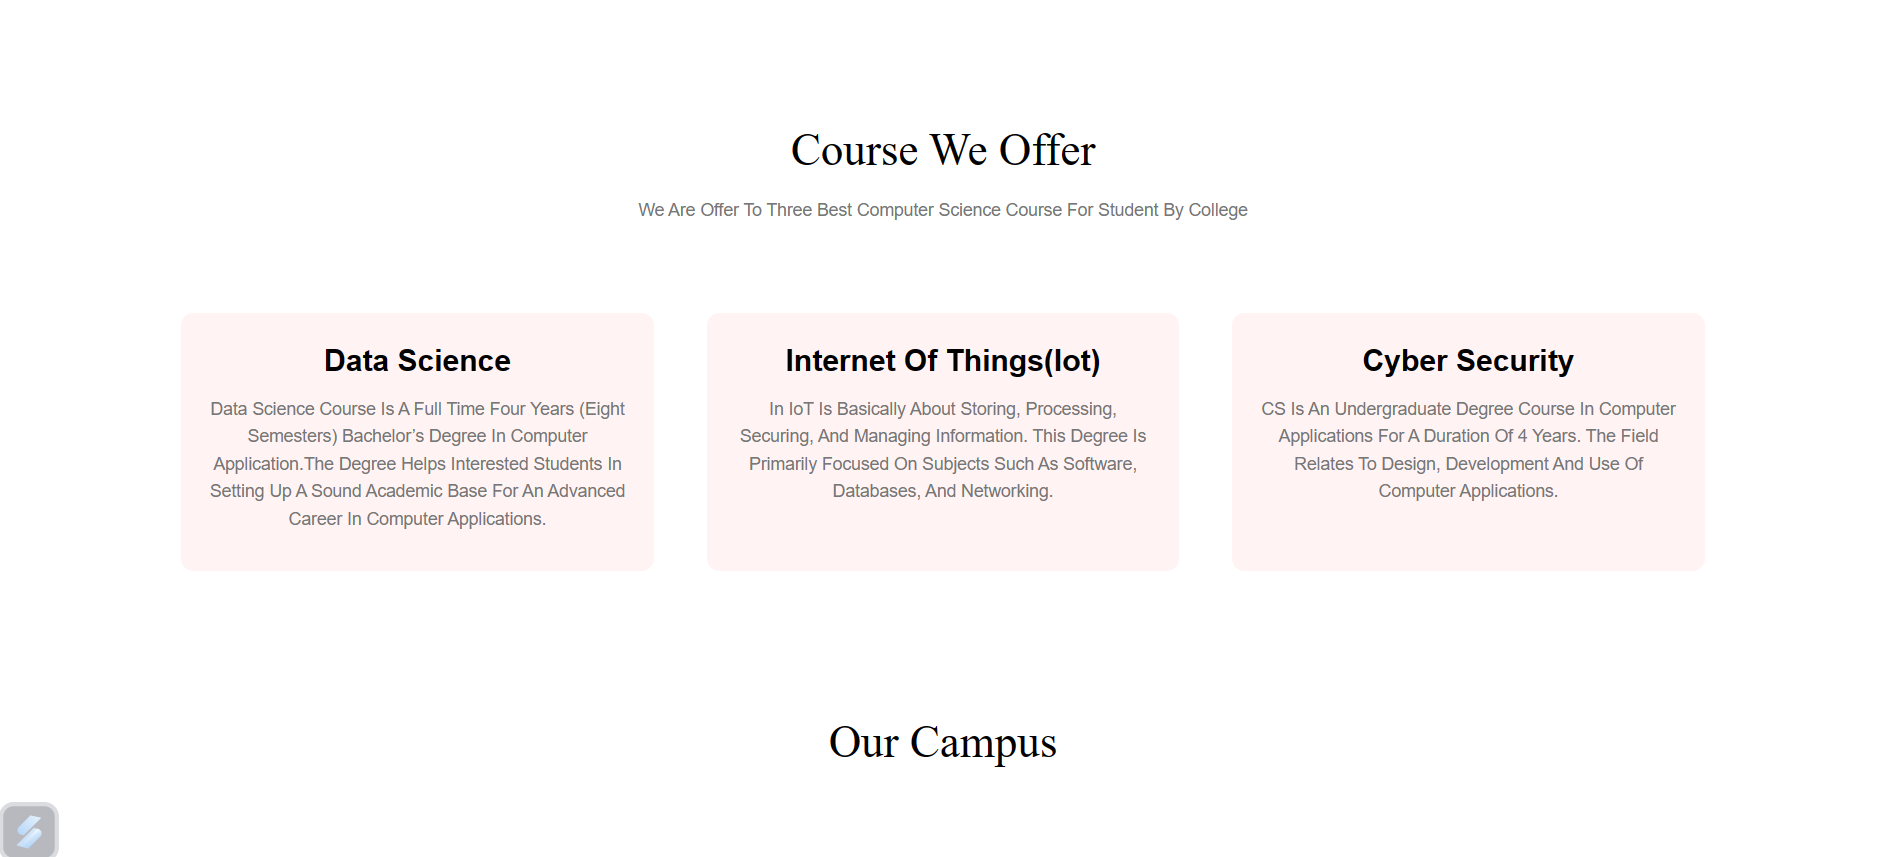 Course We Offer
We Are Offer To Three Best Computer Science Course For Student By College
Data Science
Data Science Course Is A Full Time Four Years (Eight
Semesters) Bachelor’s Degree In Computer
Application.The Degree Helps Interested Students In
Setting Up A Sound Academic Base For An Advanced
Career In Computer Applications.
Internet Of Things(Iot)
In IoT Is Basically About Storing, Processing,
Securing, And Managing Information. This Degree Is
Primarily Focused On Subjects Such As Software,
Databases, And Networking.
Cyber Security
CS Is An Undergraduate Degree Course In Computer
Applications For A Duration Of 4 Years. The Field
Relates To Design, Development And Use Of
Computer Applications.
Our Campus